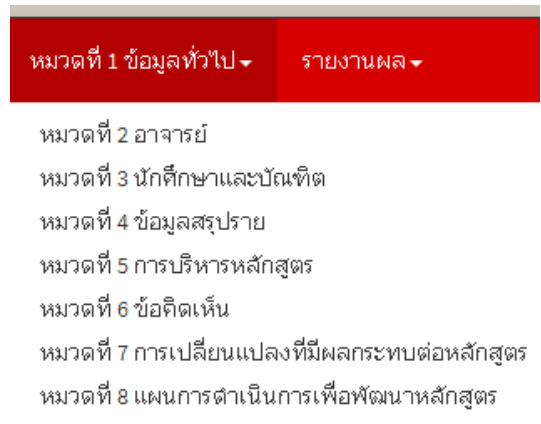 หมวดที่ 1 ข้อมูลทั่วไป รายงานผล
หมวดที่ 2 อาจารย์
หมวดที่ 3 นักศึกษาและบัณฑิต
หมวดที่ 4 ข้อมูลสรุปราย
หมวดที่ 5 การบริหารหลักสูตร
หมวดที่ 6 ข้อคิดเห็น
หมวดที่ 7 การเปลี่ยนแปลงที่มีผลกระทบต่อหลักสูตร
หมวดที่ 8 แผนการดำเนินการเพื่อพัฒนาหลักสูตร